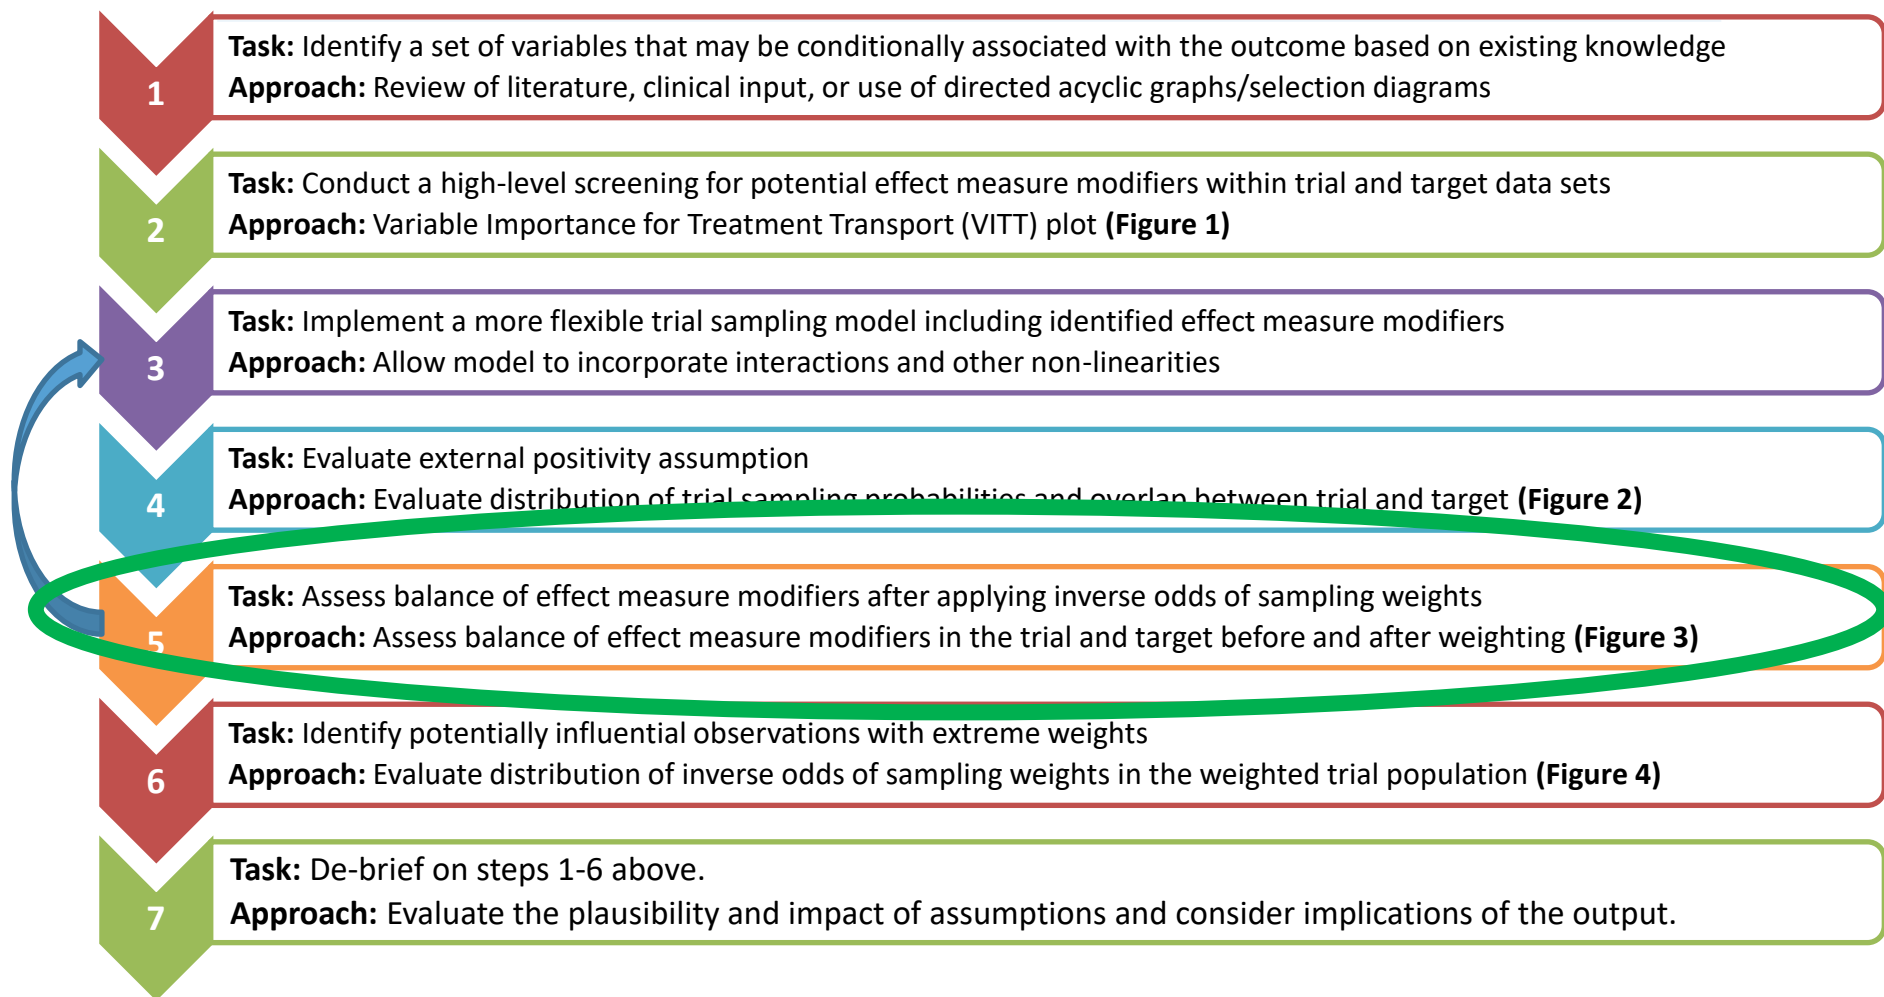 1
Task: Identify a set of variables that may be conditionally associated with the outcome based on existing knowledge
Approach: Review of literature, clinical input, or use of directed acyclic graphs/selection diagrams
2
Task: Conduct a high-level screening for potential effect measure modifiers within trial and target data sets
Approach: Variable Importance for Treatment Transport (VITT) plot (Figure 1)
3
Task: Implement a more flexible trial sampling model including identified effect measure modifiers
Approach: Allow model to incorporate interactions and other non-linearities
4
Task: Evaluate external positivity assumption
Approach: Evaluate distribution of trial sampling probabilities and overlap between trial and target (Figure 2)
5
Task: Assess balance of effect measure modifiers after applying inverse odds of sampling weights
Approach: Assess balance of effect measure modifiers in the trial and target before and after weighting (Figure 3)
6
Task: Identify potentially influential observations with extreme weights
Approach: Evaluate distribution of inverse odds of sampling weights in the weighted trial population (Figure 4)
7
Task: De-brief on steps 1-6 above.
Approach: Evaluate the plausibility and impact of assumptions and consider implications of the output.